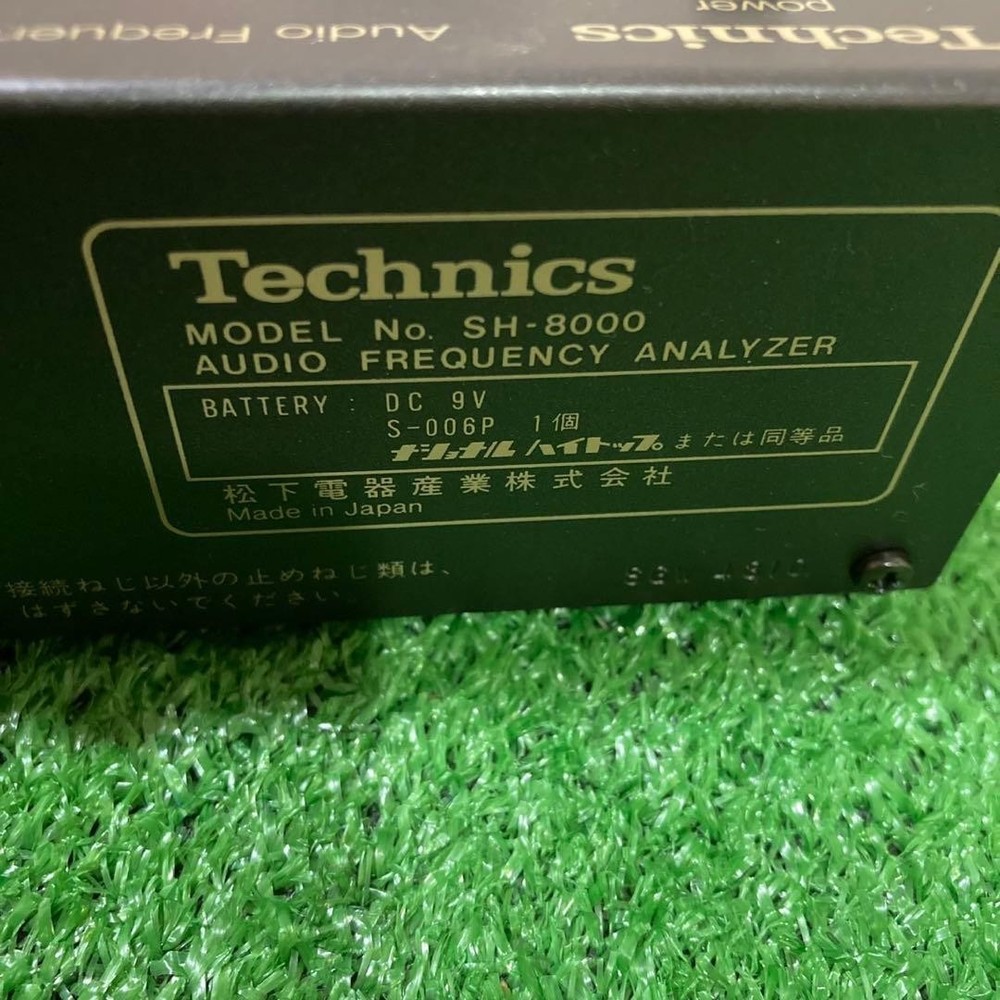 power
Technics
Audio Frequen
Technics
MODEL No. SH-8000
AUDIO FREQUENCY ANALYZER
BATTERY : DC 9V
S-006P 1個
ナショナル ハイトップ。または同等品
松下電器産業株式会社
Made in Japan
接続ねじ以外の止めねじ類は、
はずさないでください